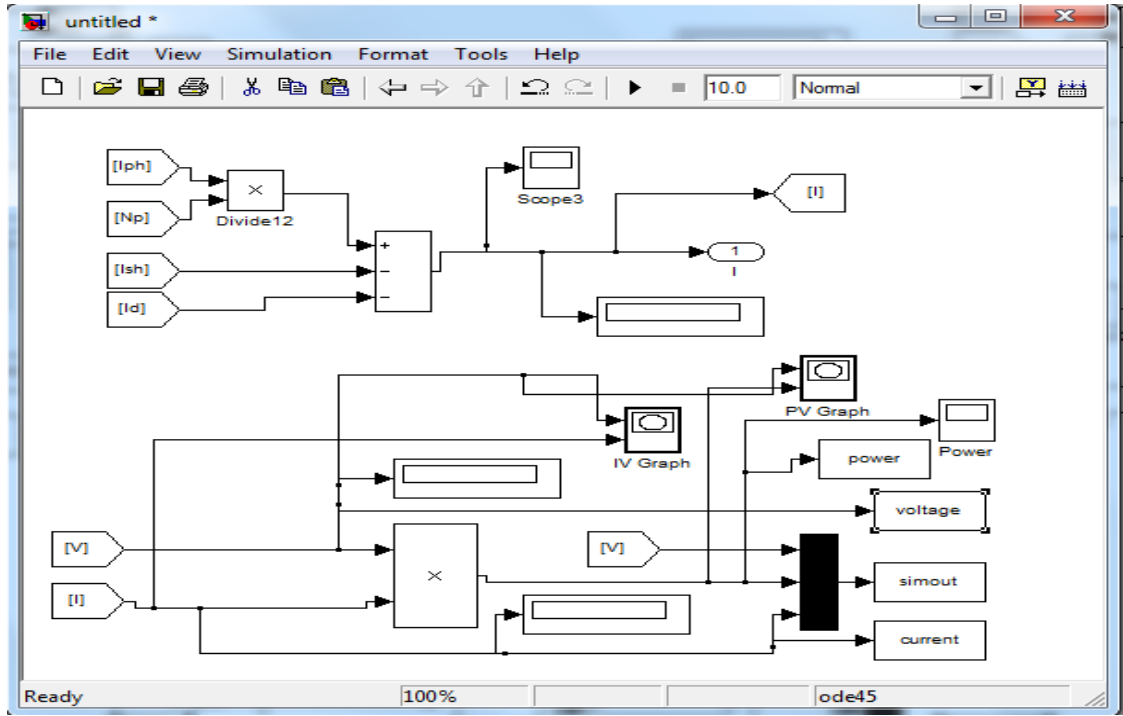 untitled *
File Edit View Simulation Format Tools Help
10.0 Normal
[Iph]
[Np]
Divide12
[Ish]
[Id]
×
+
−
−
Scope3
[I]
1
I
PV Graph
IV Graph
Power
power
voltage
[V]
[I]
×
[V]
simout
current
Ready 100% ode45